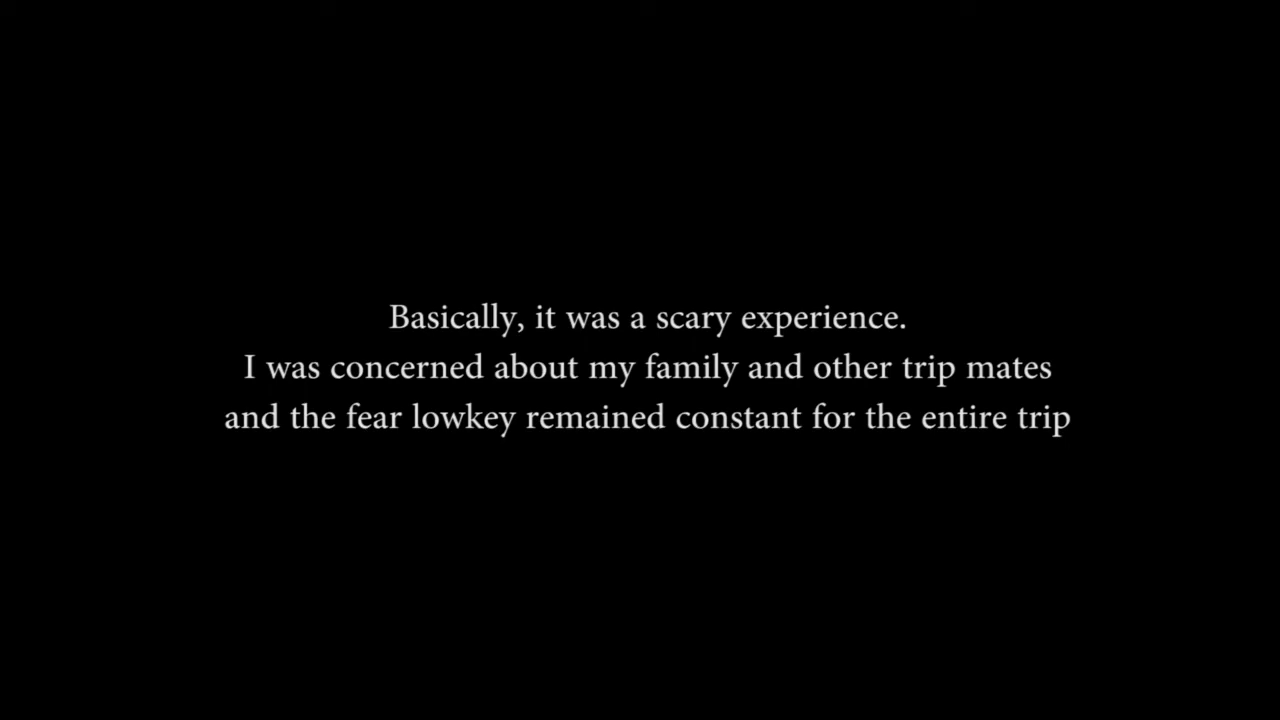 Basically, it was a scary experience.
I was concerned about my family and other trip mates
and the fear lowkey remained constant for the entire trip